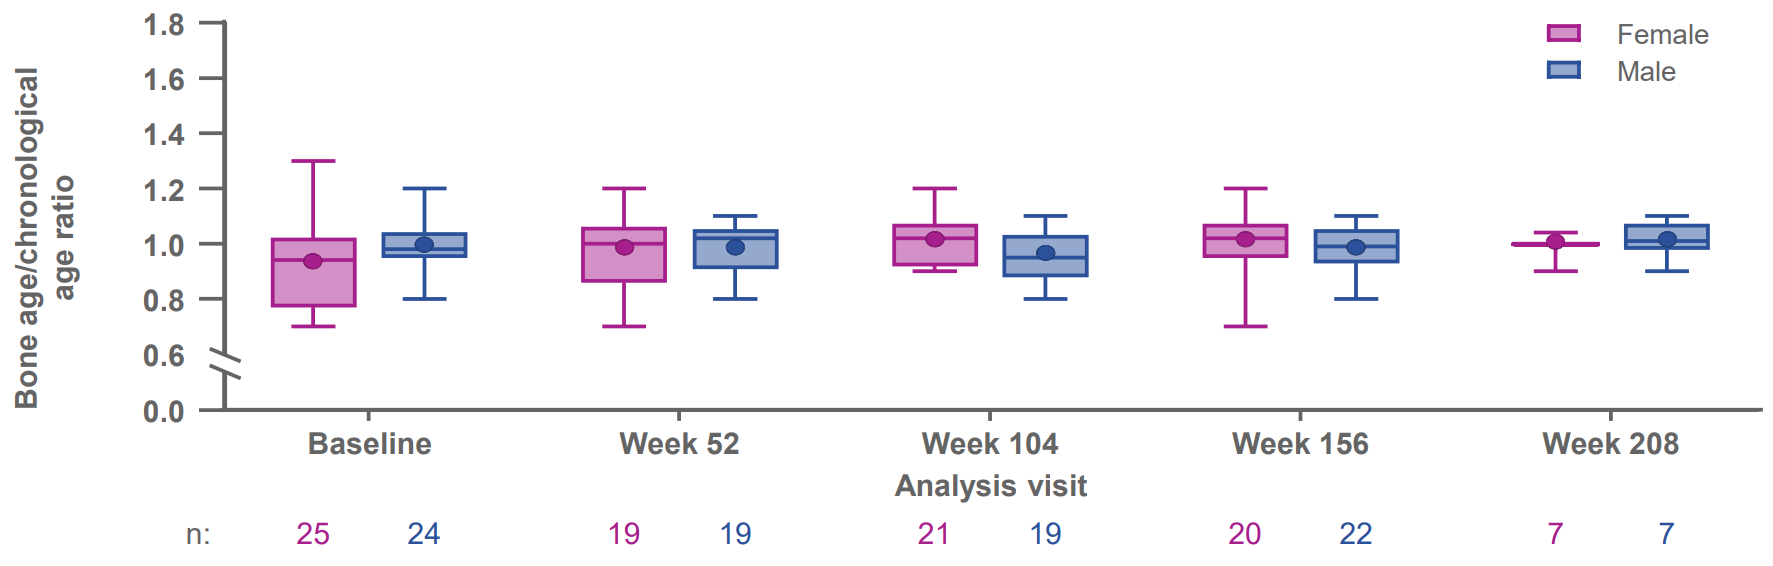 Bone age/chronological
age ratio
1.8
1.6
1.4
1.2
1.0
0.8
0.6
0.0
Female
Male
Baseline Week 52 Week 104 Week 156 Week 208
Analysis visit
n: 25 24 19 19 21 19 20 22 7 7